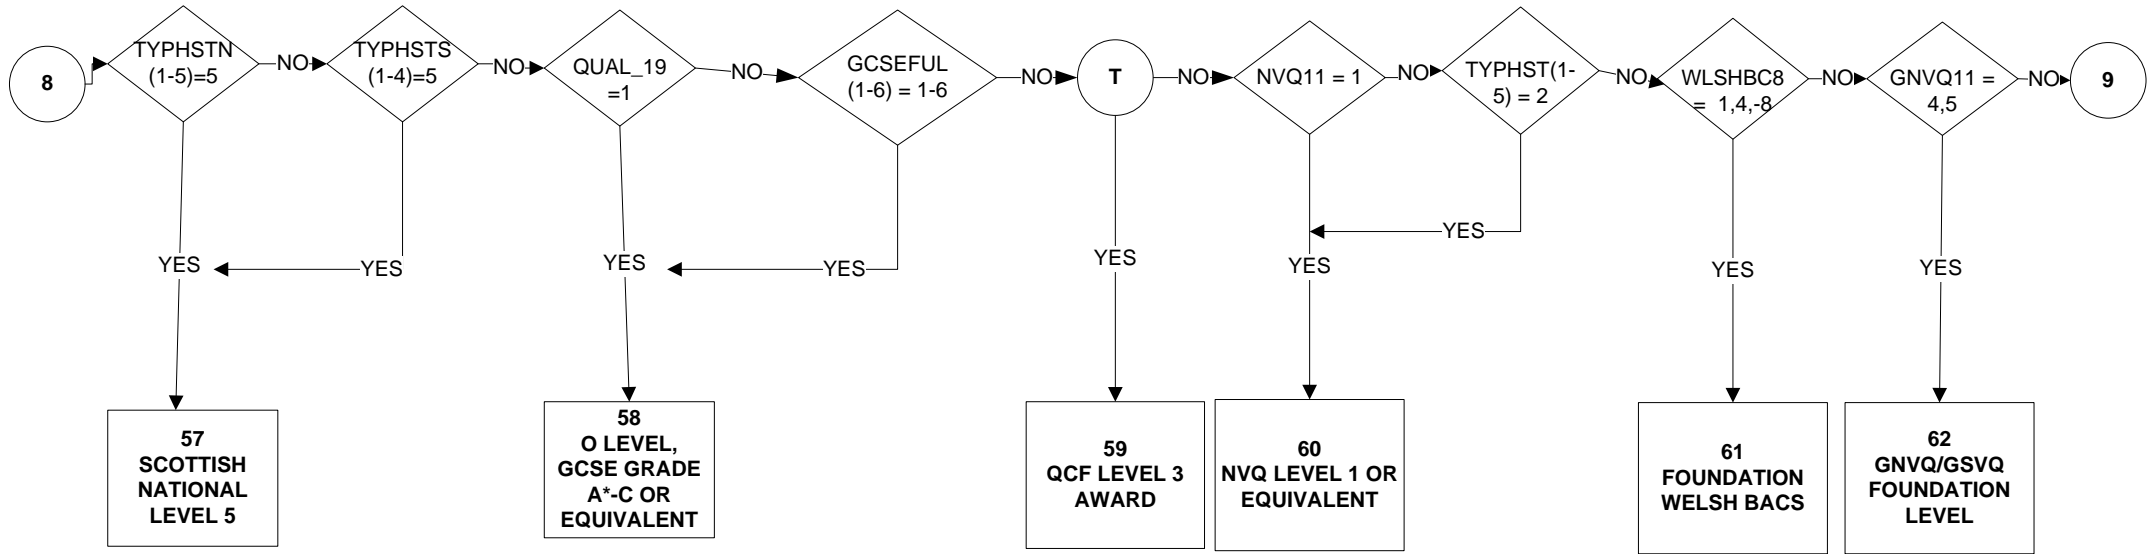 8
TYPHSTN
(1-5)=5
NO
TYPHSTS
(1-4)=5
NO
QUAL_19
=1
NO
GCSEFUL
(1-6) = 1-6
NO
T
NO
NVQ11 = 1
NO
TYPHST(1-
5) = 2
NO
WLSHBC8
= 1,4,-8
NO
GNVQ11 =
4,5
NO
9
YES
YES
YES
YES
YES
YES
YES
YES
YES
57
SCOTTISH
NATIONAL
LEVEL 5
58
O LEVEL,
GCSE GRADE
A*-C OR
EQUIVALENT
59
QCF LEVEL 3
AWARD
60
NVQ LEVEL 1 OR
EQUIVALENT
61
FOUNDATION
WELSH BACS
62
GNVQ/GSVQ
FOUNDATION
LEVEL